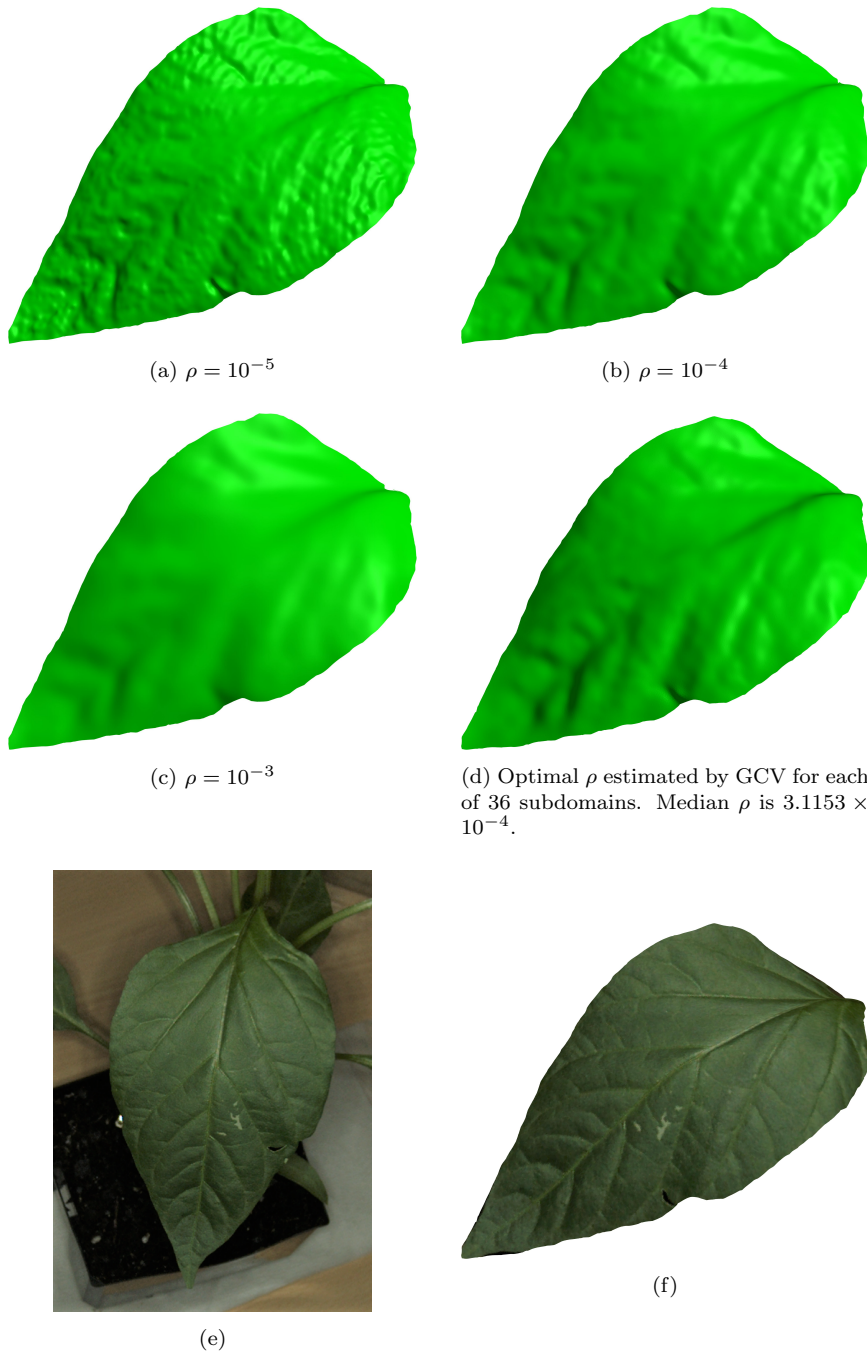 (a) ρ = 10⁻⁵
(b) ρ = 10⁻⁴
(c) ρ = 10⁻³
(d) Optimal ρ estimated by GCV for each
of 36 subdomains. Median ρ is 3.1153 ×
10⁻⁴.
(e)
(f)